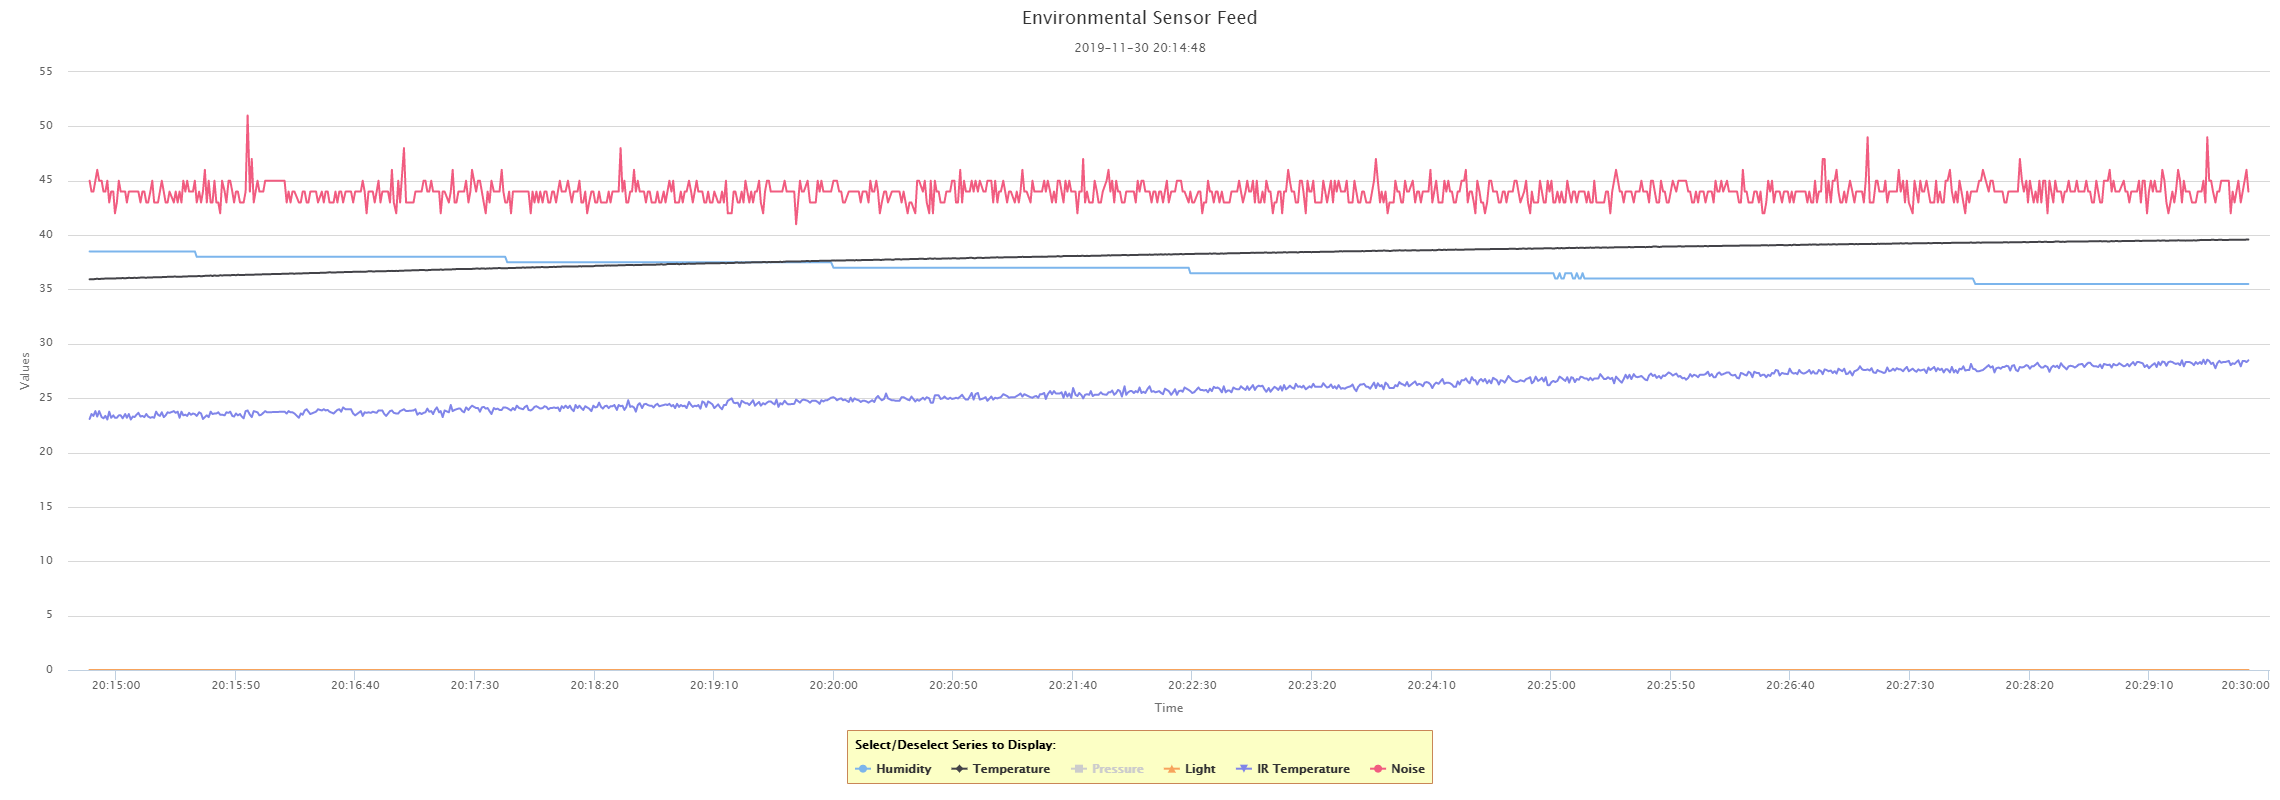 Environmental Sensor Feed
2019-11-30 20:14:48
55
50
45
40
35
30
25
20
15
10
5
0
Values
20:15:00 20:15:50 20:16:40 20:17:30 20:18:20 20:19:10 20:20:00 20:20:50 20:21:40 20:22:30 20:23:20 20:24:10 20:25:00 20:25:50 20:26:40 20:27:30 20:28:20 20:29:10 20:30:00
Time
Select/Deselect Series to Display:
Humidity Temperature Pressure Light IR Temperature Noise